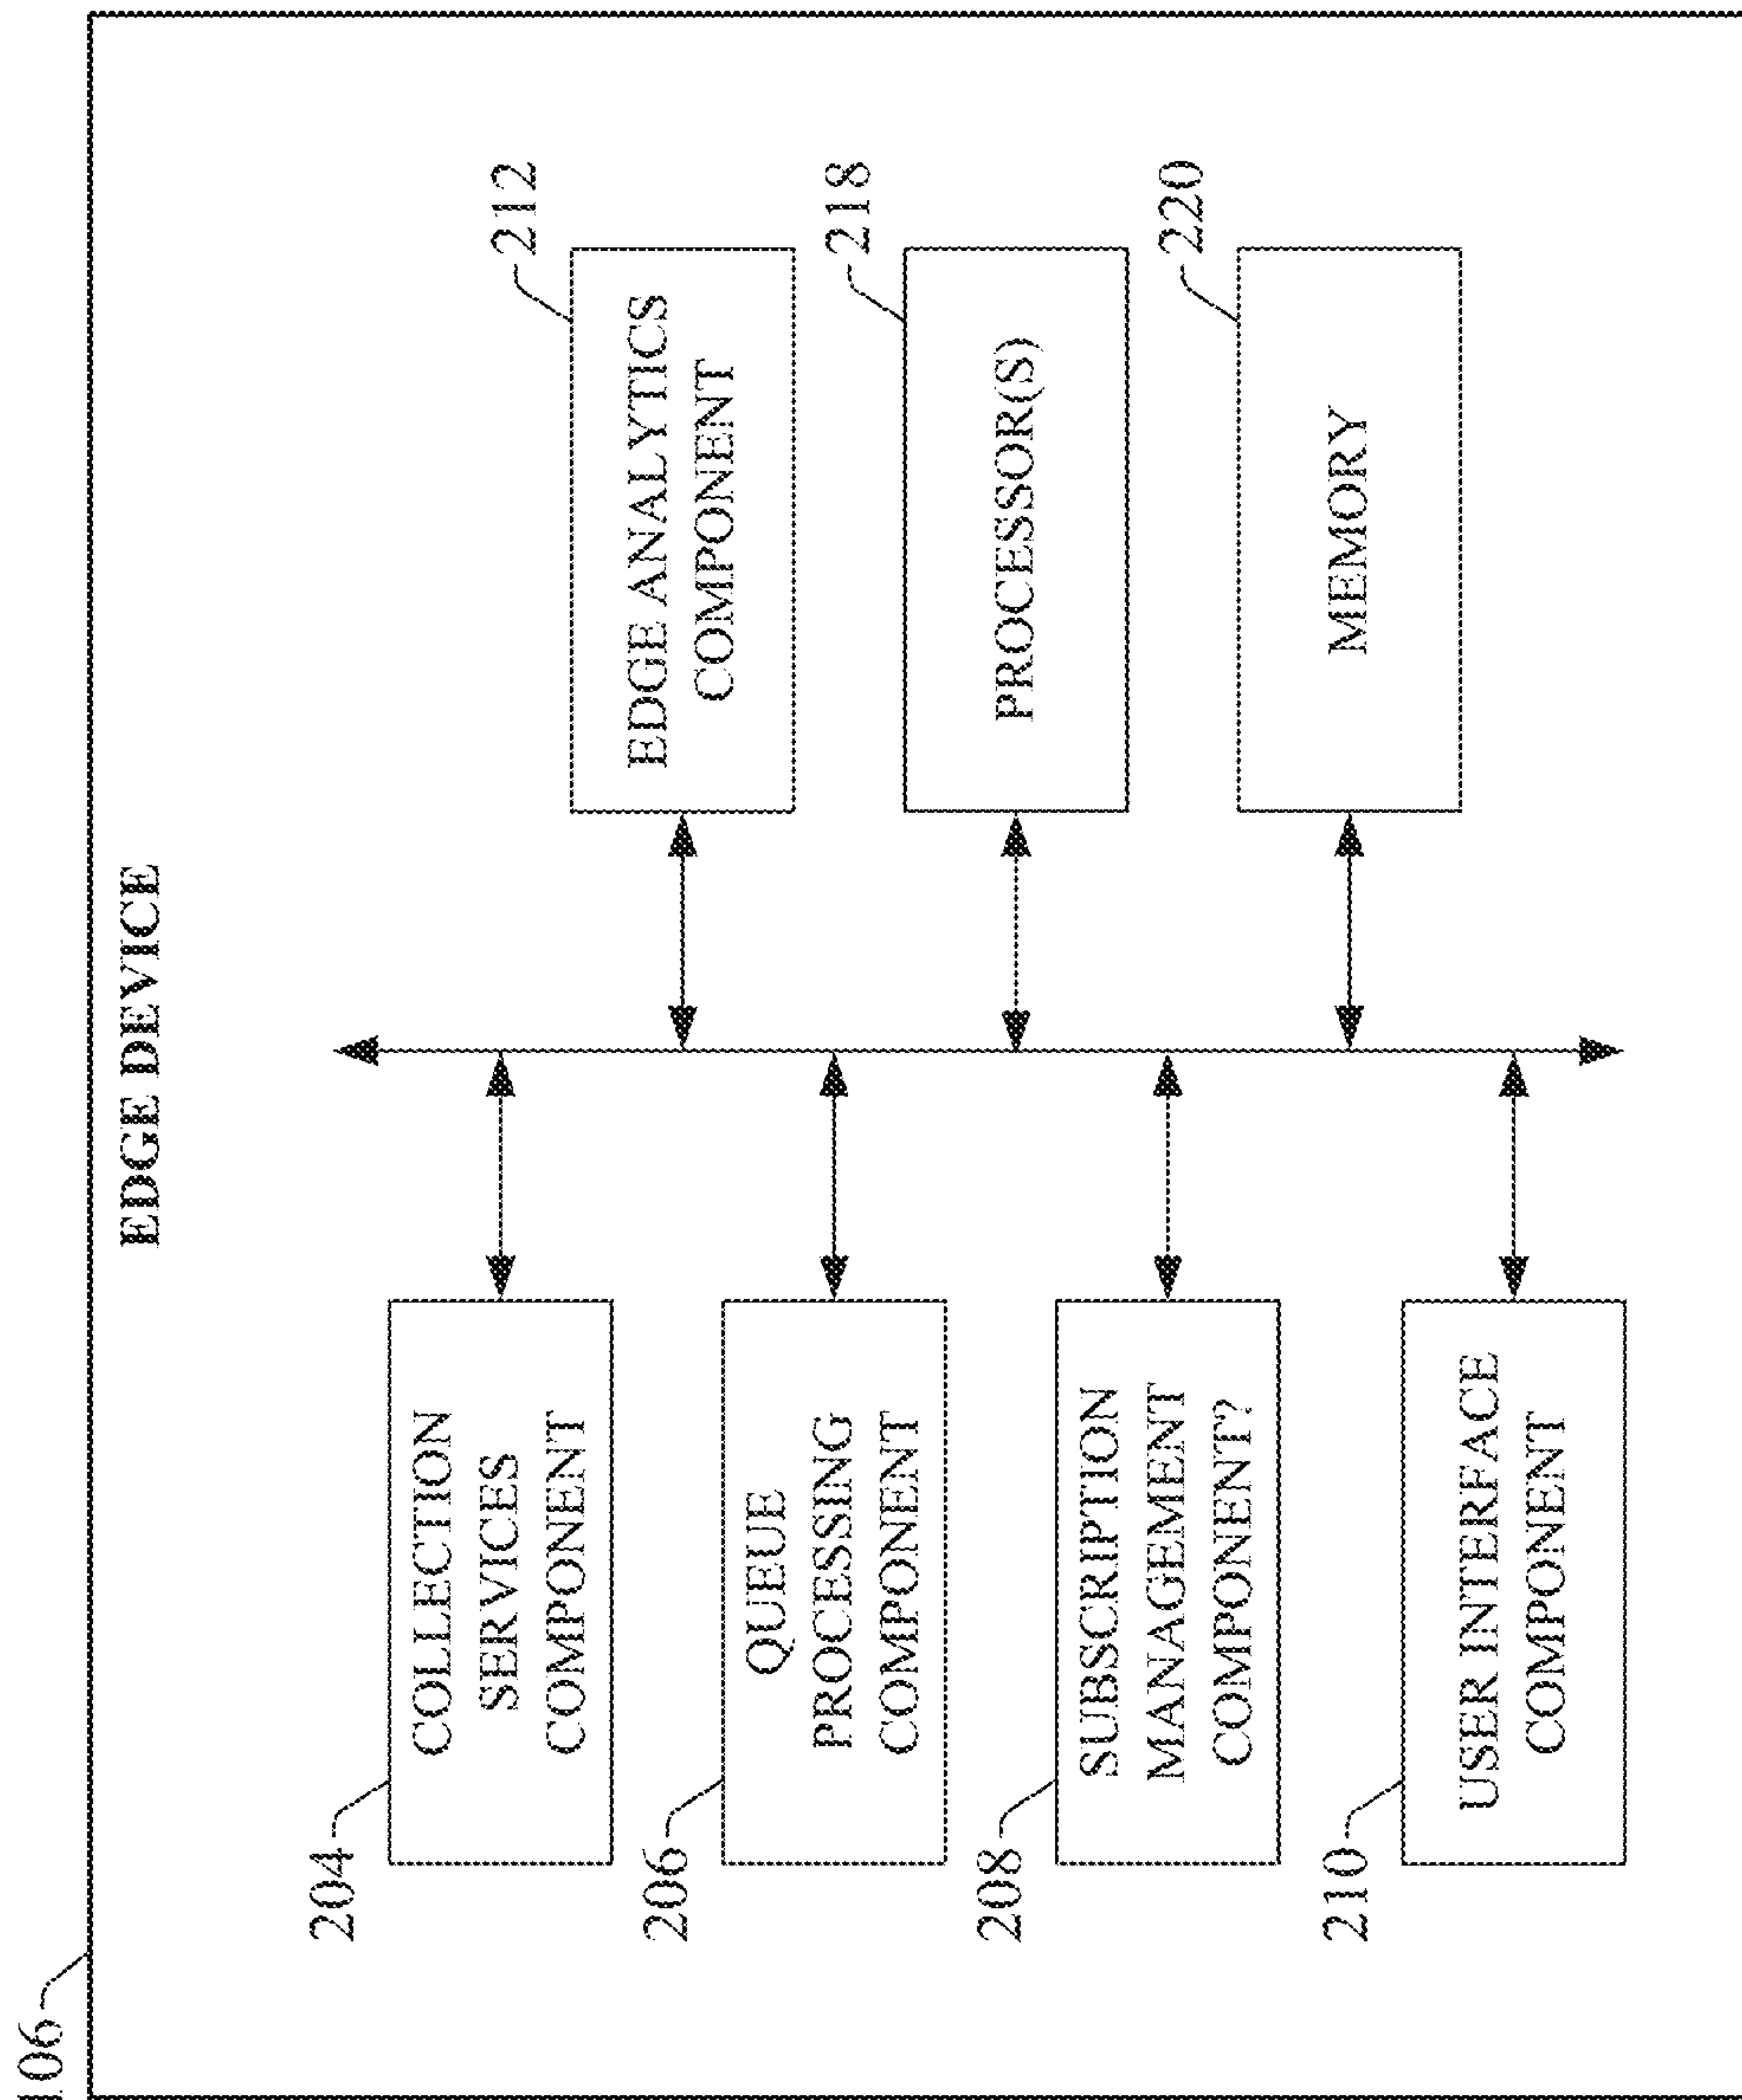 106
EDGE DEVICE
204
COLLECTION
SERVICES
COMPONENT
206
QUEUE
PROCESSING
COMPONENT
208
SUBSCRIPTION
MANAGEMENT
COMPONENT?
210
USER INTERFACE
COMPONENT
212
EDGE ANALYTICS
COMPONENT
218
PROCESSOR(S)
220
MEMORY